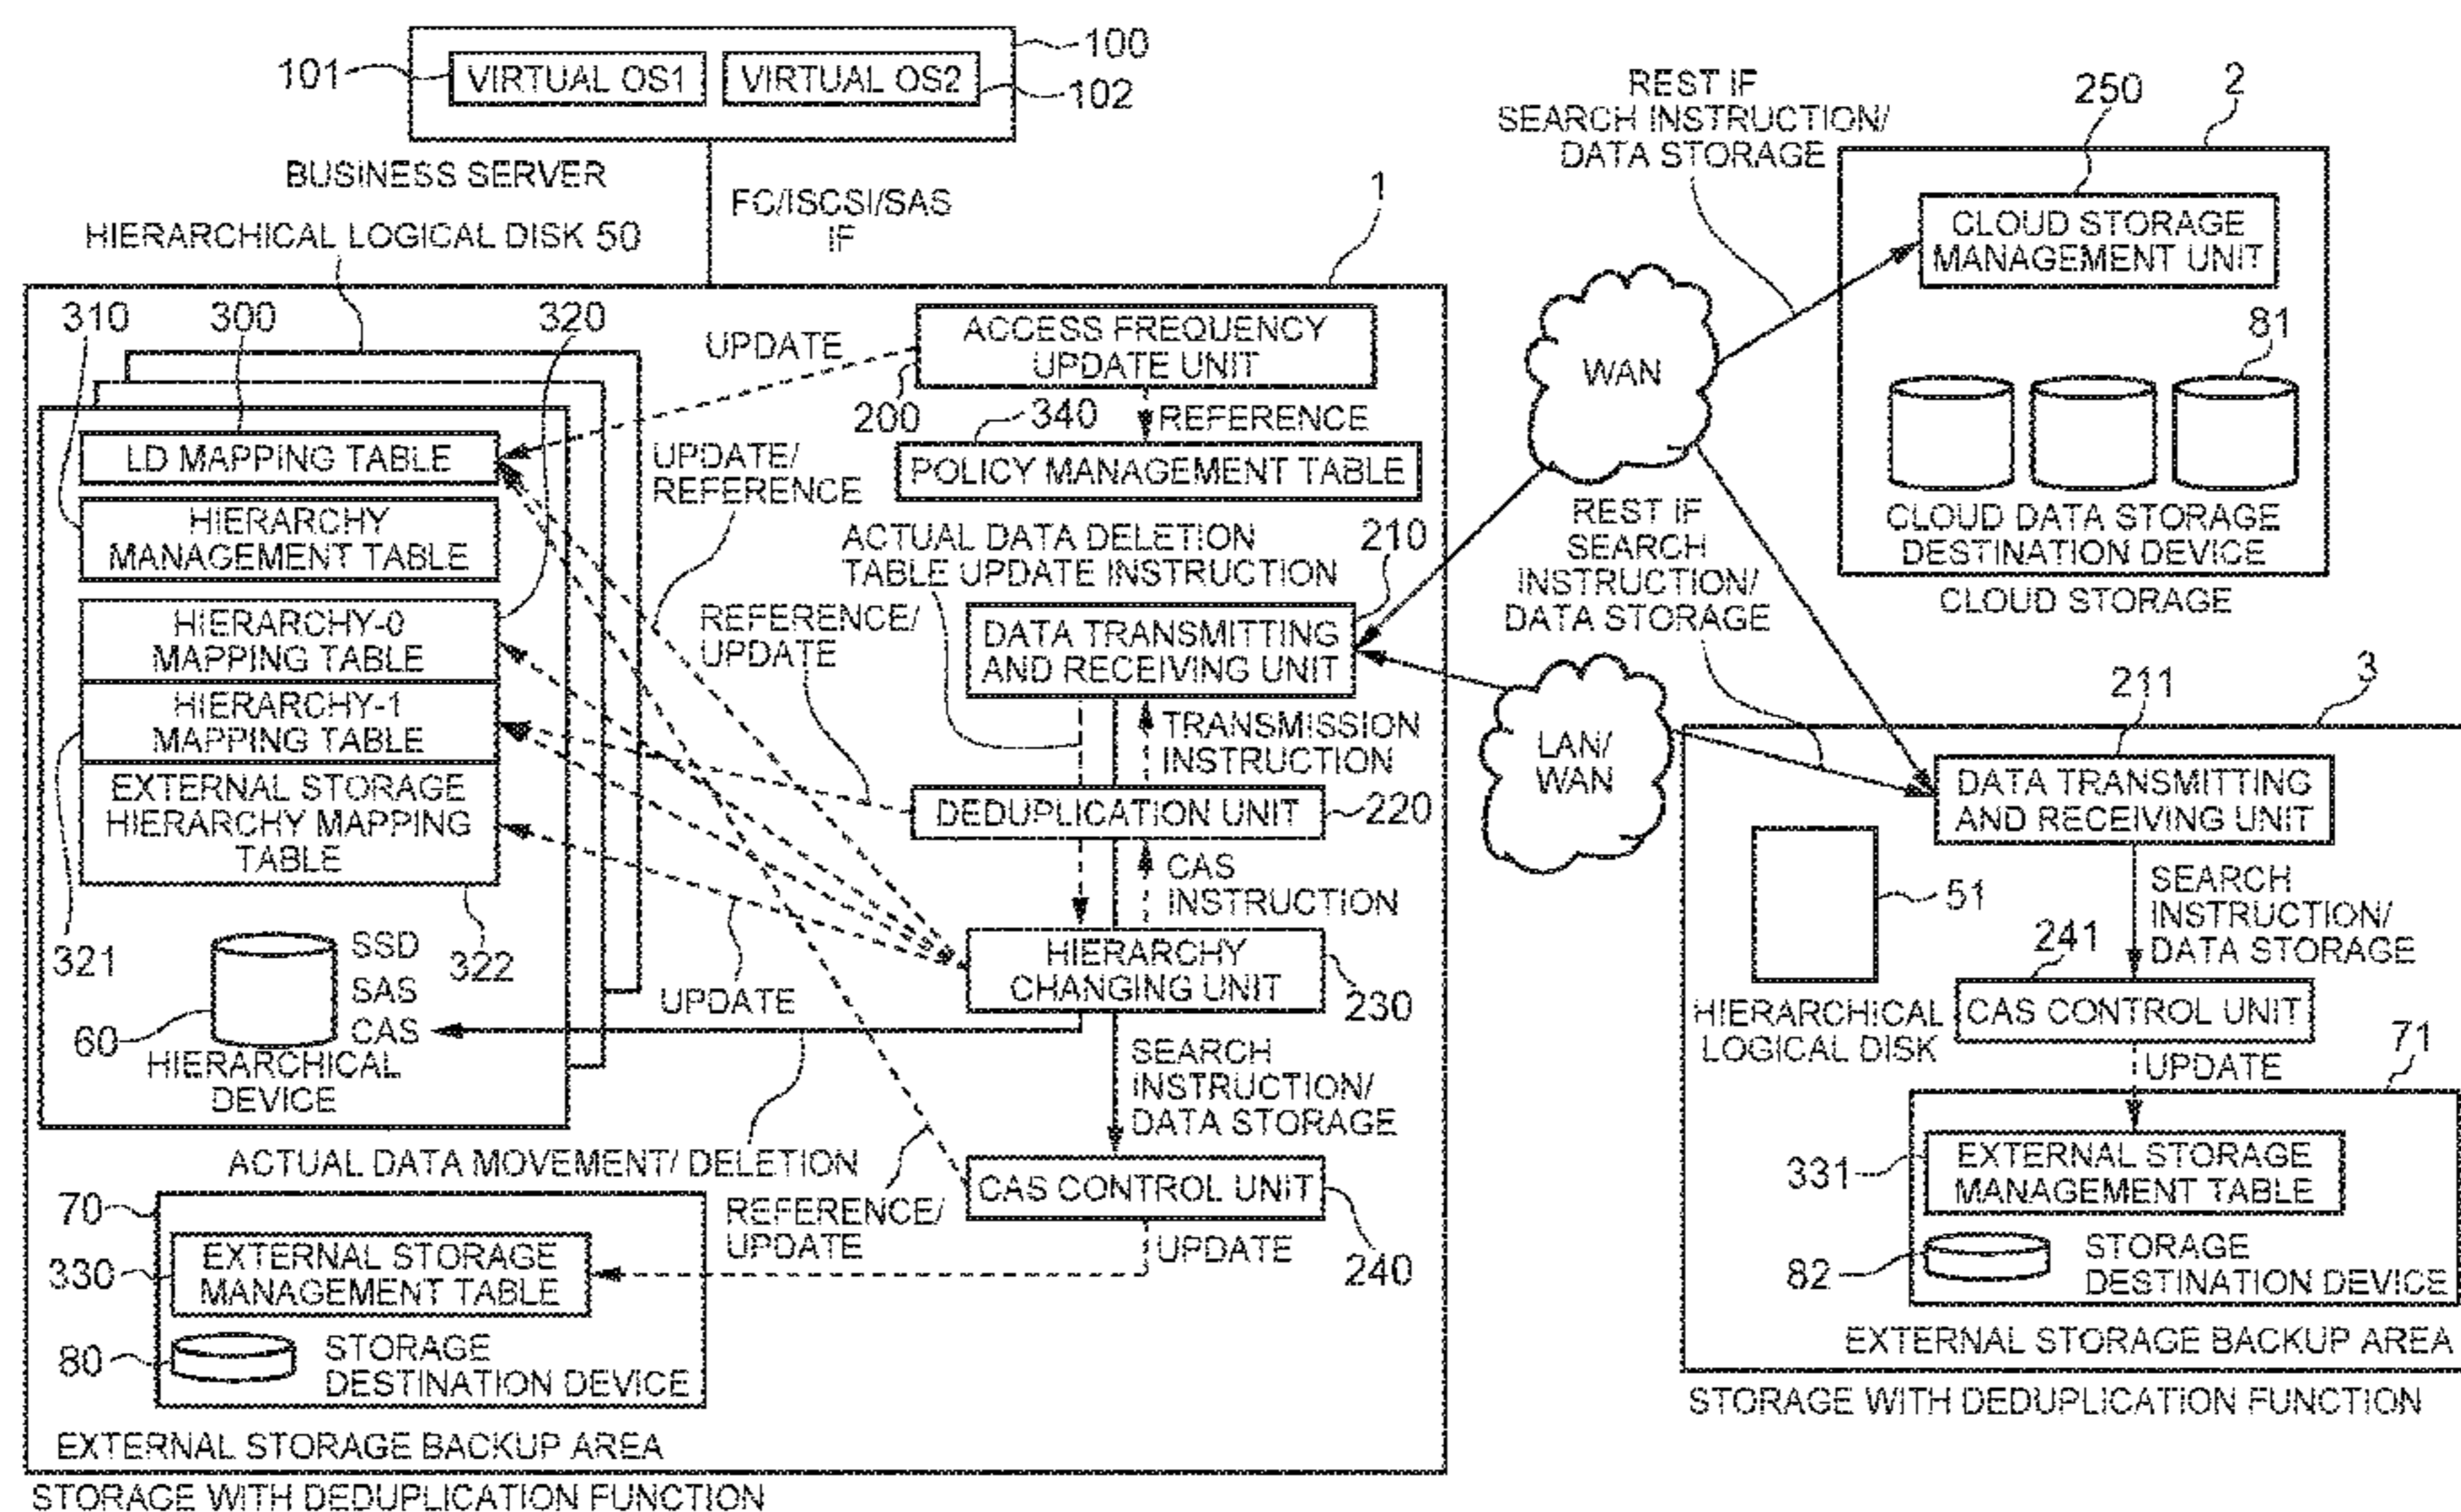 100
101
VIRTUAL OS1
VIRTUAL OS2
102
BUSINESS SERVER
FC/ISCSI/SAS
IF
1
HIERARCHICAL LOGICAL DISK 50
310
300
320
LD MAPPING TABLE
HIERARCHY
MANAGEMENT TABLE
HIERARCHY-0
MAPPING TABLE
HIERARCHY-1
MAPPING TABLE
EXTERNAL STORAGE
HIERARCHY MAPPING
TABLE
321
322
SSD
SAS
CAS
60
HIERARCHICAL
DEVICE
UPDATE
ACCESS FREQUENCY
UPDATE UNIT
200
340
REFERENCE
POLICY MANAGEMENT TABLE
UPDATE/
REFERENCE
ACTUAL DATA DELETION
TABLE UPDATE INSTRUCTION
210
REFERENCE/
UPDATE
DATA TRANSMITTING
AND RECEIVING UNIT
TRANSMISSION
INSTRUCTION
DEDUPLICATION UNIT
220
CAS
INSTRUCTION
HIERARCHY
CHANGING UNIT
230
UPDATE
SEARCH
INSTRUCTION/
DATA STORAGE
ACTUAL DATA MOVEMENT/ DELETION
CAS CONTROL UNIT
240
REFERENCE/
UPDATE
UPDATE
70
330
EXTERNAL STORAGE
MANAGEMENT TABLE
80
STORAGE
DESTINATION DEVICE
EXTERNAL STORAGE BACKUP AREA
STORAGE WITH DEDUPLICATION FUNCTION
REST IF
SEARCH INSTRUCTION/
DATA STORAGE
WAN
REST IF
SEARCH
INSTRUCTION/
DATA STORAGE
LAN/
WAN
2
250
CLOUD STORAGE
MANAGEMENT UNIT
81
CLOUD DATA STORAGE
DESTINATION DEVICE
CLOUD STORAGE
3
211
DATA TRANSMITTING
AND RECEIVING UNIT
51
HIERARCHICAL
LOGICAL DISK
SEARCH
INSTRUCTION/
DATA STORAGE
241
CAS CONTROL UNIT
UPDATE
71
331
EXTERNAL STORAGE
MANAGEMENT TABLE
82
STORAGE
DESTINATION DEVICE
EXTERNAL STORAGE BACKUP AREA
STORAGE WITH DEDUPLICATION FUNCTION